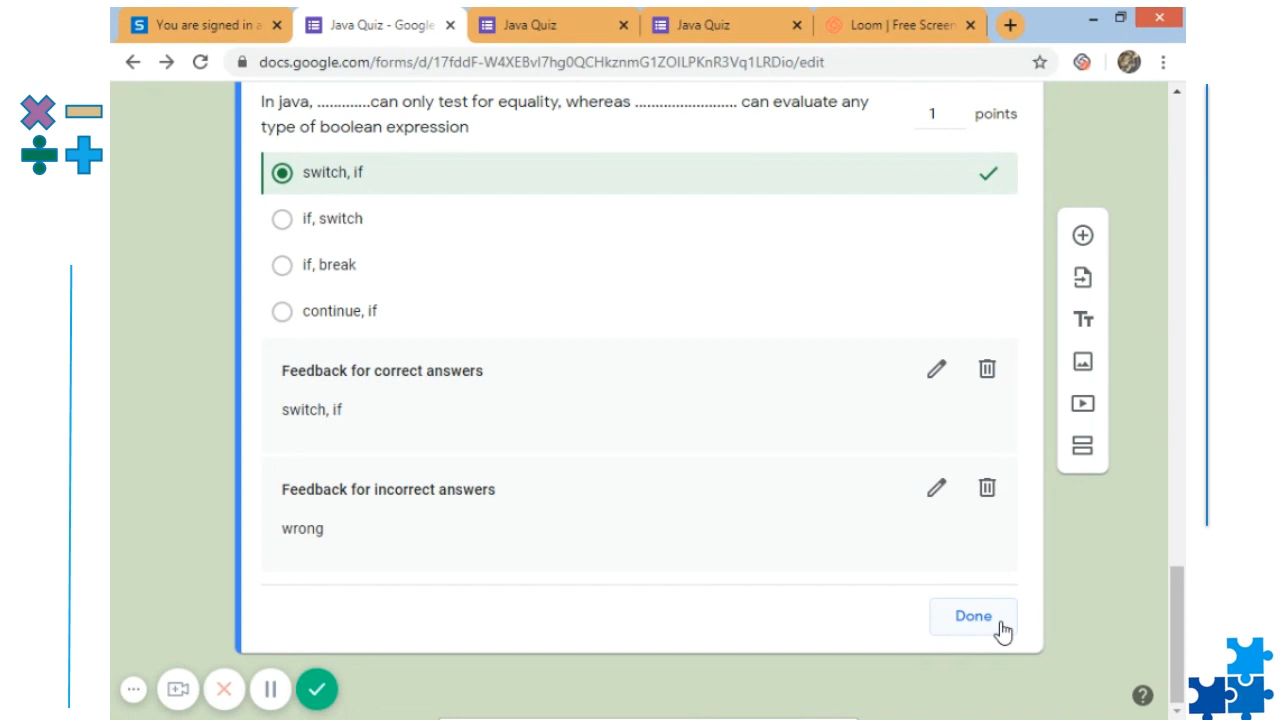 You are signed in a
Java Quiz - Google
Java Quiz
Java Quiz
Loom | Free Screen
docs.google.com/forms/d/17fddF-W4XEBvI7hg0QCHkznmG1ZOILPKnR3Vq1LRDio/edit
In java, .............can only test for equality, whereas ......................... can evaluate any
type of boolean expression
1 points
switch, if
if, switch
if, break
continue, if
Feedback for correct answers
switch, if
Feedback for incorrect answers
wrong
Done